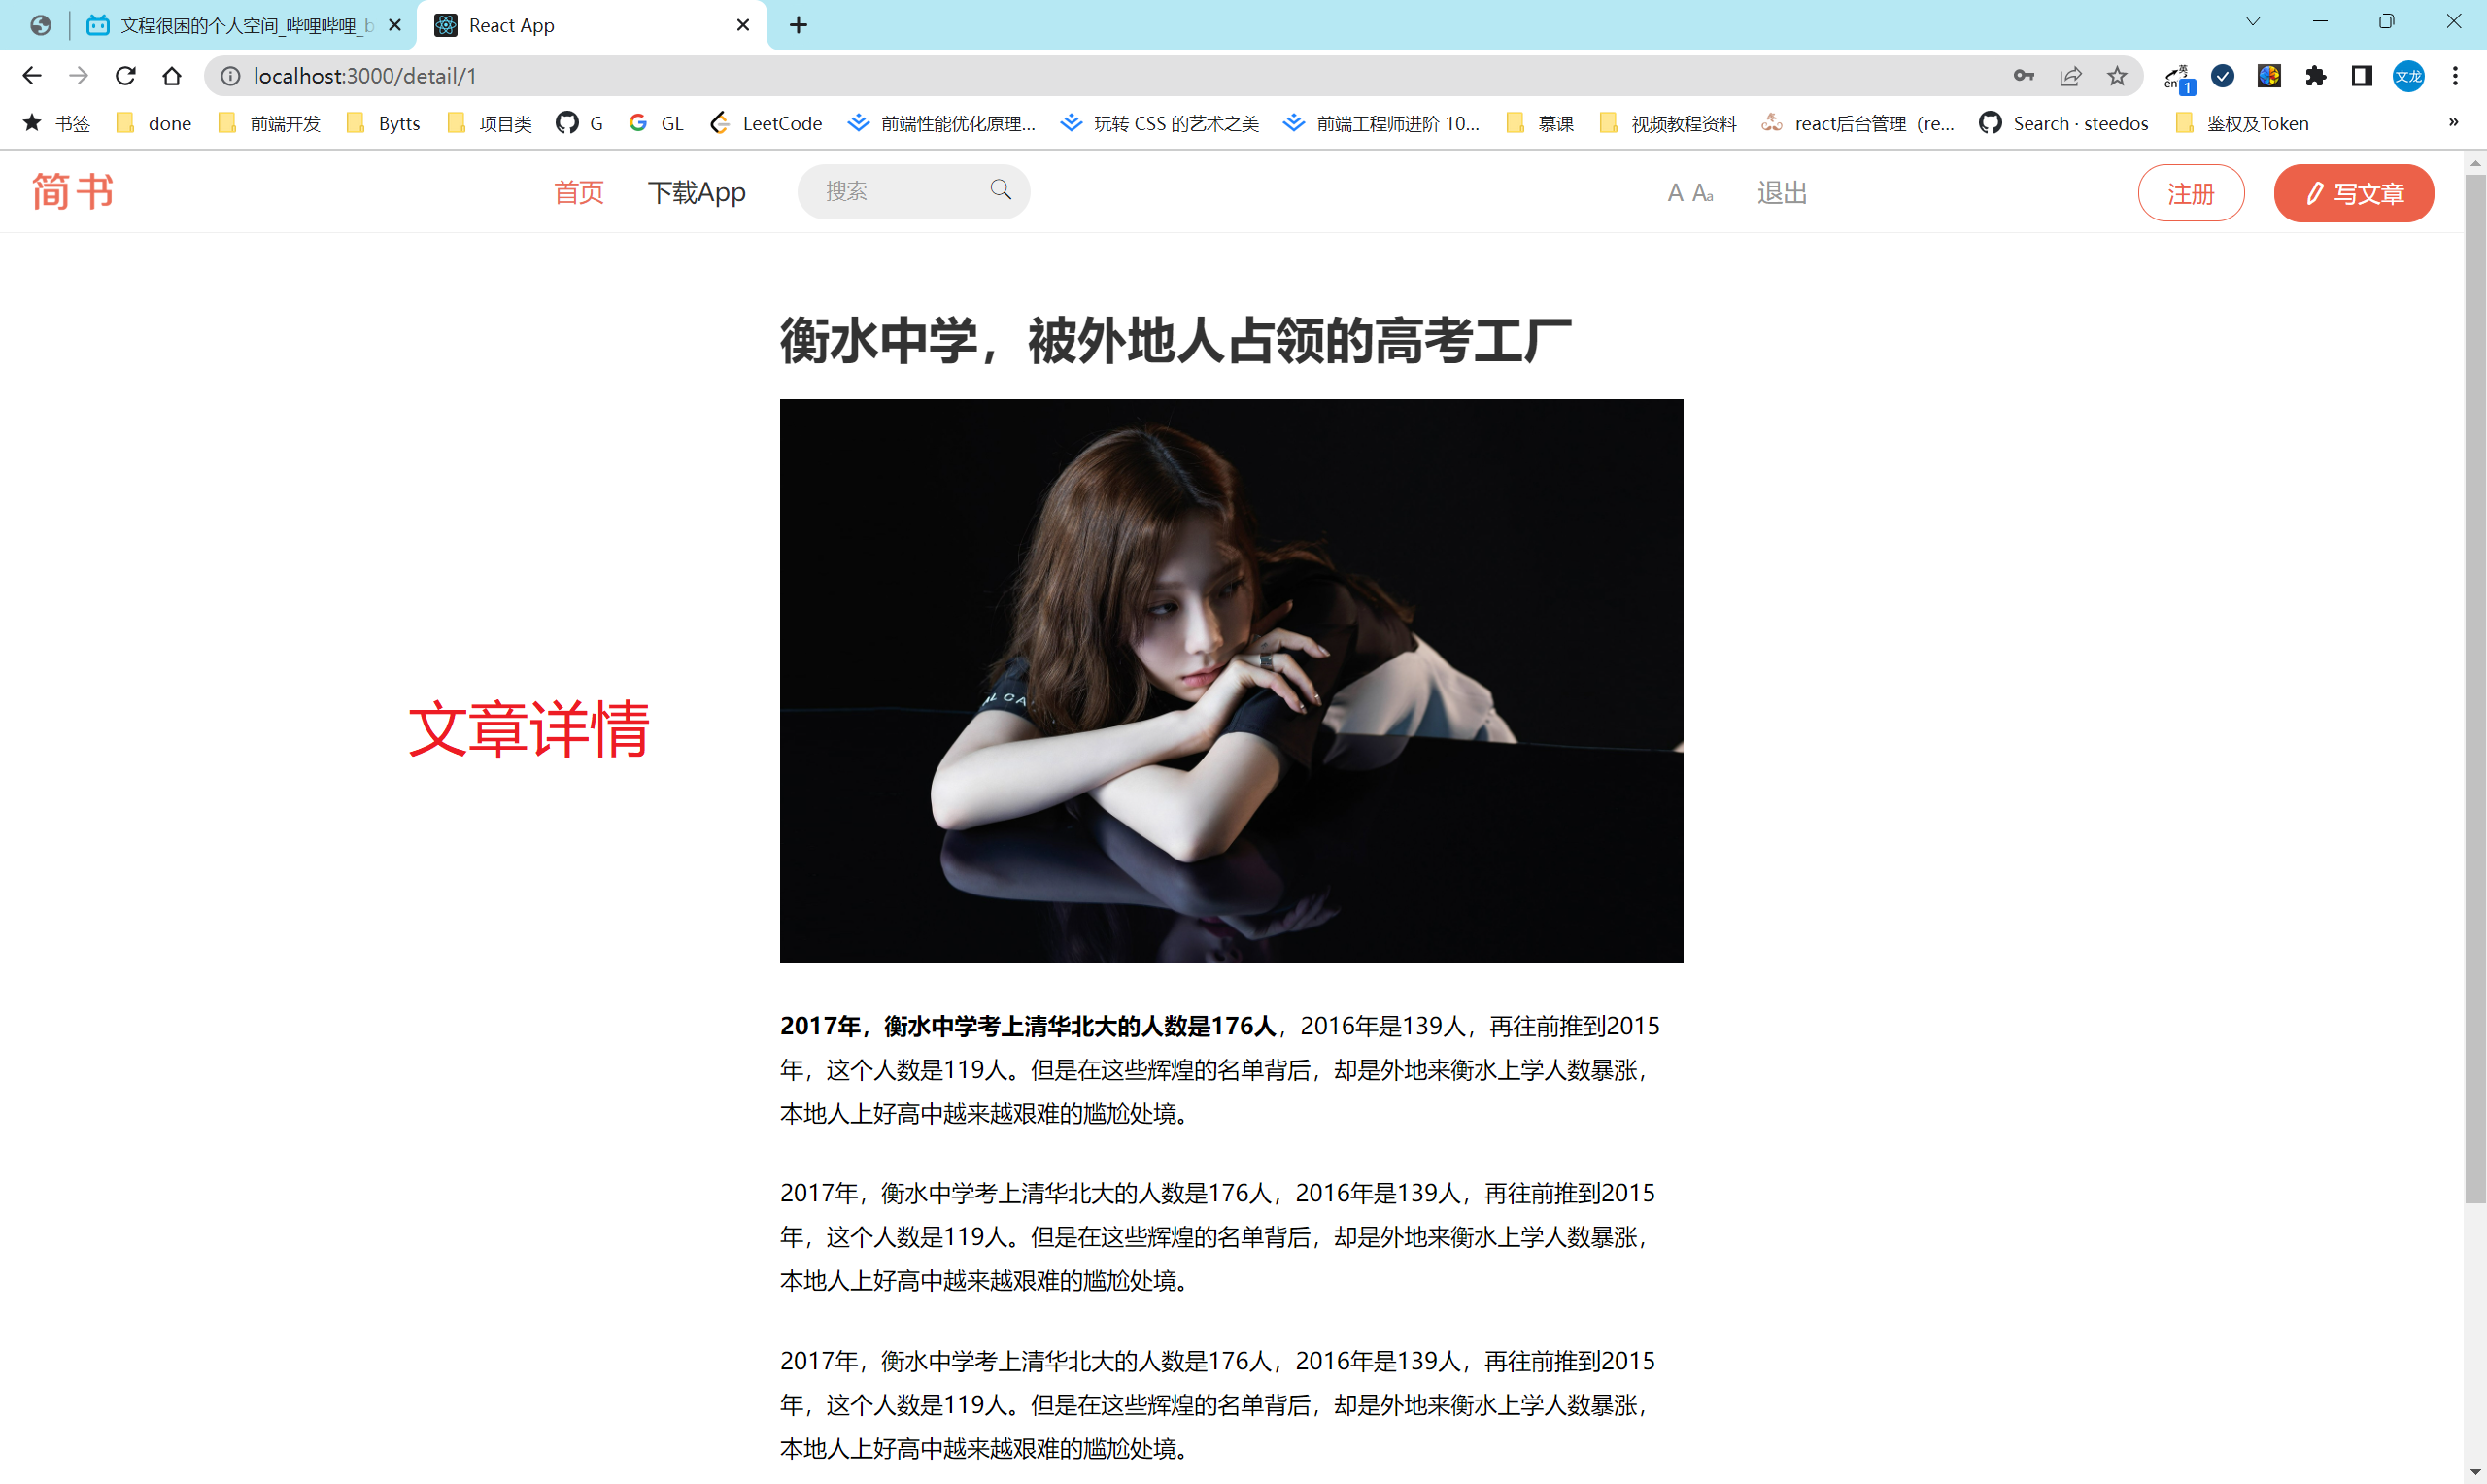 文程很困的个人空间_哔哩哔哩_b
React App
localhost:3000/detail/1
英
en
1
文龙
书签
done
前端开发
Bytts
项目类
G
GL
LeetCode
前端性能优化原理...
玩转 CSS 的艺术之美
前端工程师进阶 10...
慕课
视频教程资料
react后台管理（re...
Search · steedos
鉴权及Token
»
简书
首页
下载App
搜索
A Aa
退出
注册
写文章
衡水中学，被外地人占领的高考工厂
文章详情
2017年，衡水中学考上清华北大的人数是176人，2016年是139人，再往前推到2015
年，这个人数是119人。但是在这些辉煌的名单背后，却是外地来衡水上学人数暴涨，
本地人上好高中越来越艰难的尴尬处境。
2017年，衡水中学考上清华北大的人数是176人，2016年是139人，再往前推到2015
年，这个人数是119人。但是在这些辉煌的名单背后，却是外地来衡水上学人数暴涨，
本地人上好高中越来越艰难的尴尬处境。
2017年，衡水中学考上清华北大的人数是176人，2016年是139人，再往前推到2015
年，这个人数是119人。但是在这些辉煌的名单背后，却是外地来衡水上学人数暴涨，
本地人上好高中越来越艰难的尴尬处境。